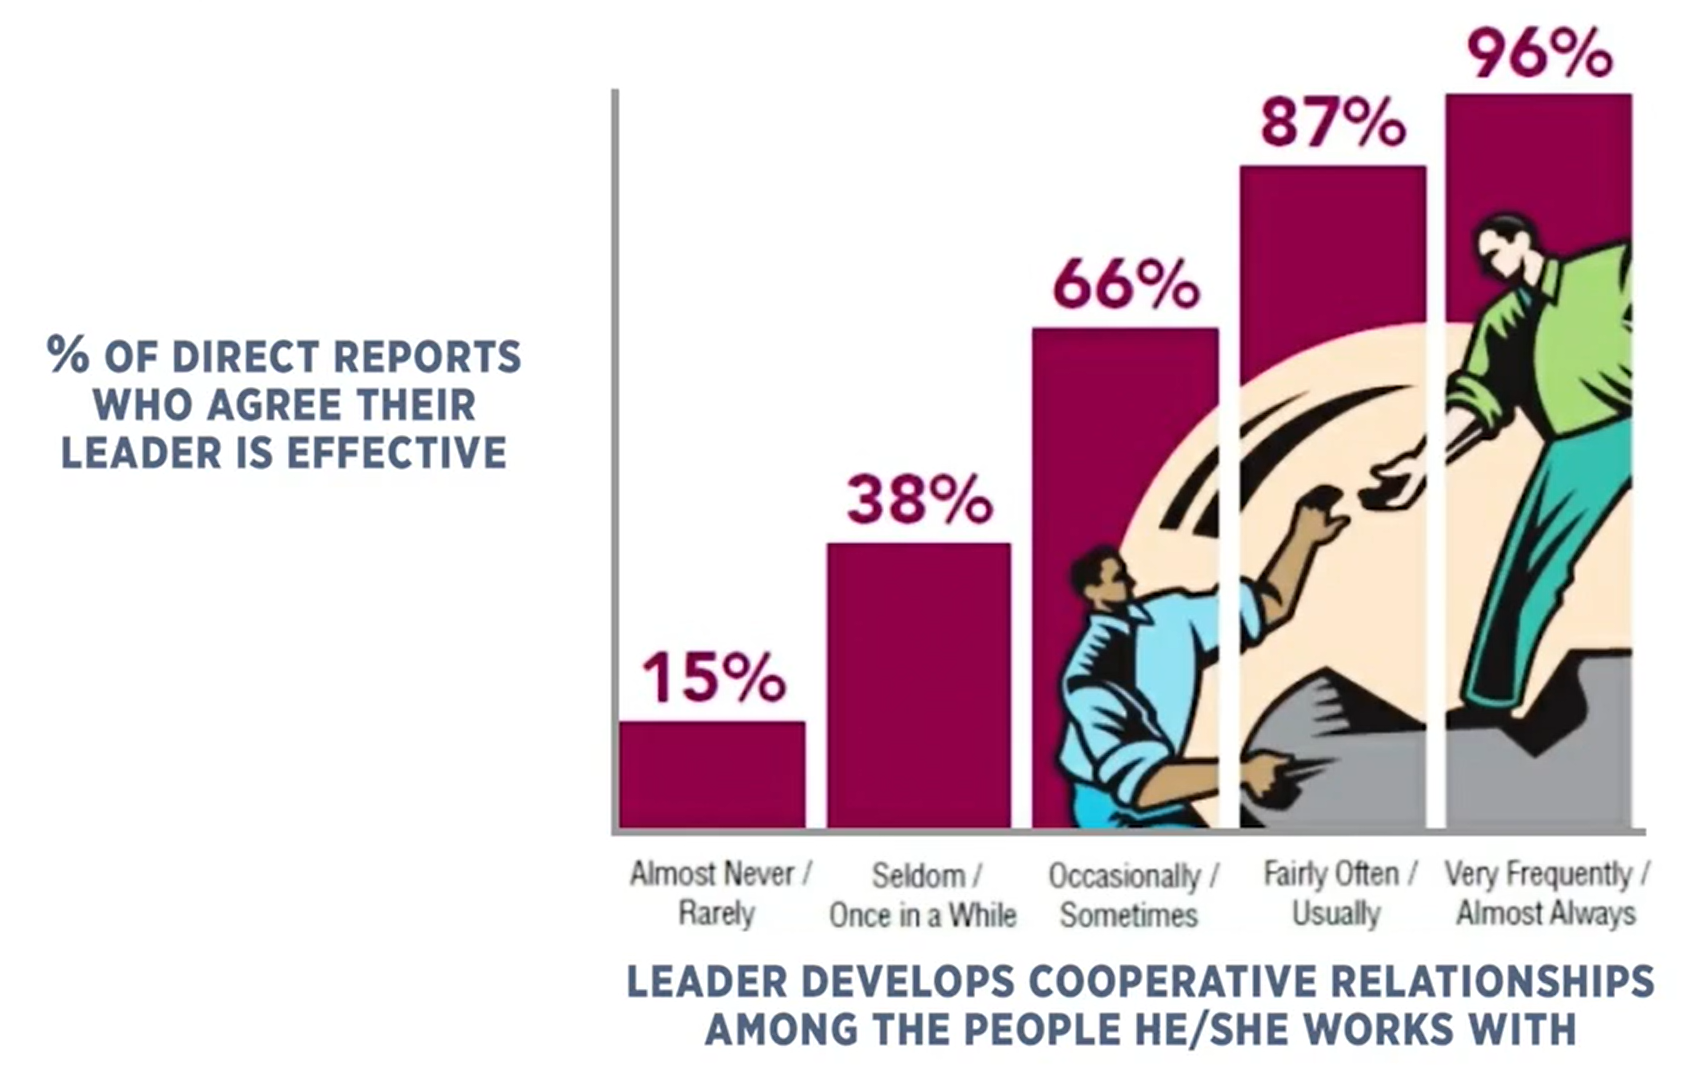 96%
87%
66%
38%
15%
% OF DIRECT REPORTS
WHO AGREE THEIR
LEADER IS EFFECTIVE
Almost Never /
Rarely
Seldom /
Once in a While
Occasionally /
Sometimes
Fairly Often /
Usually
Very Frequently /
Almost Always
LEADER DEVELOPS COOPERATIVE RELATIONSHIPS
AMONG THE PEOPLE HE/SHE WORKS WITH